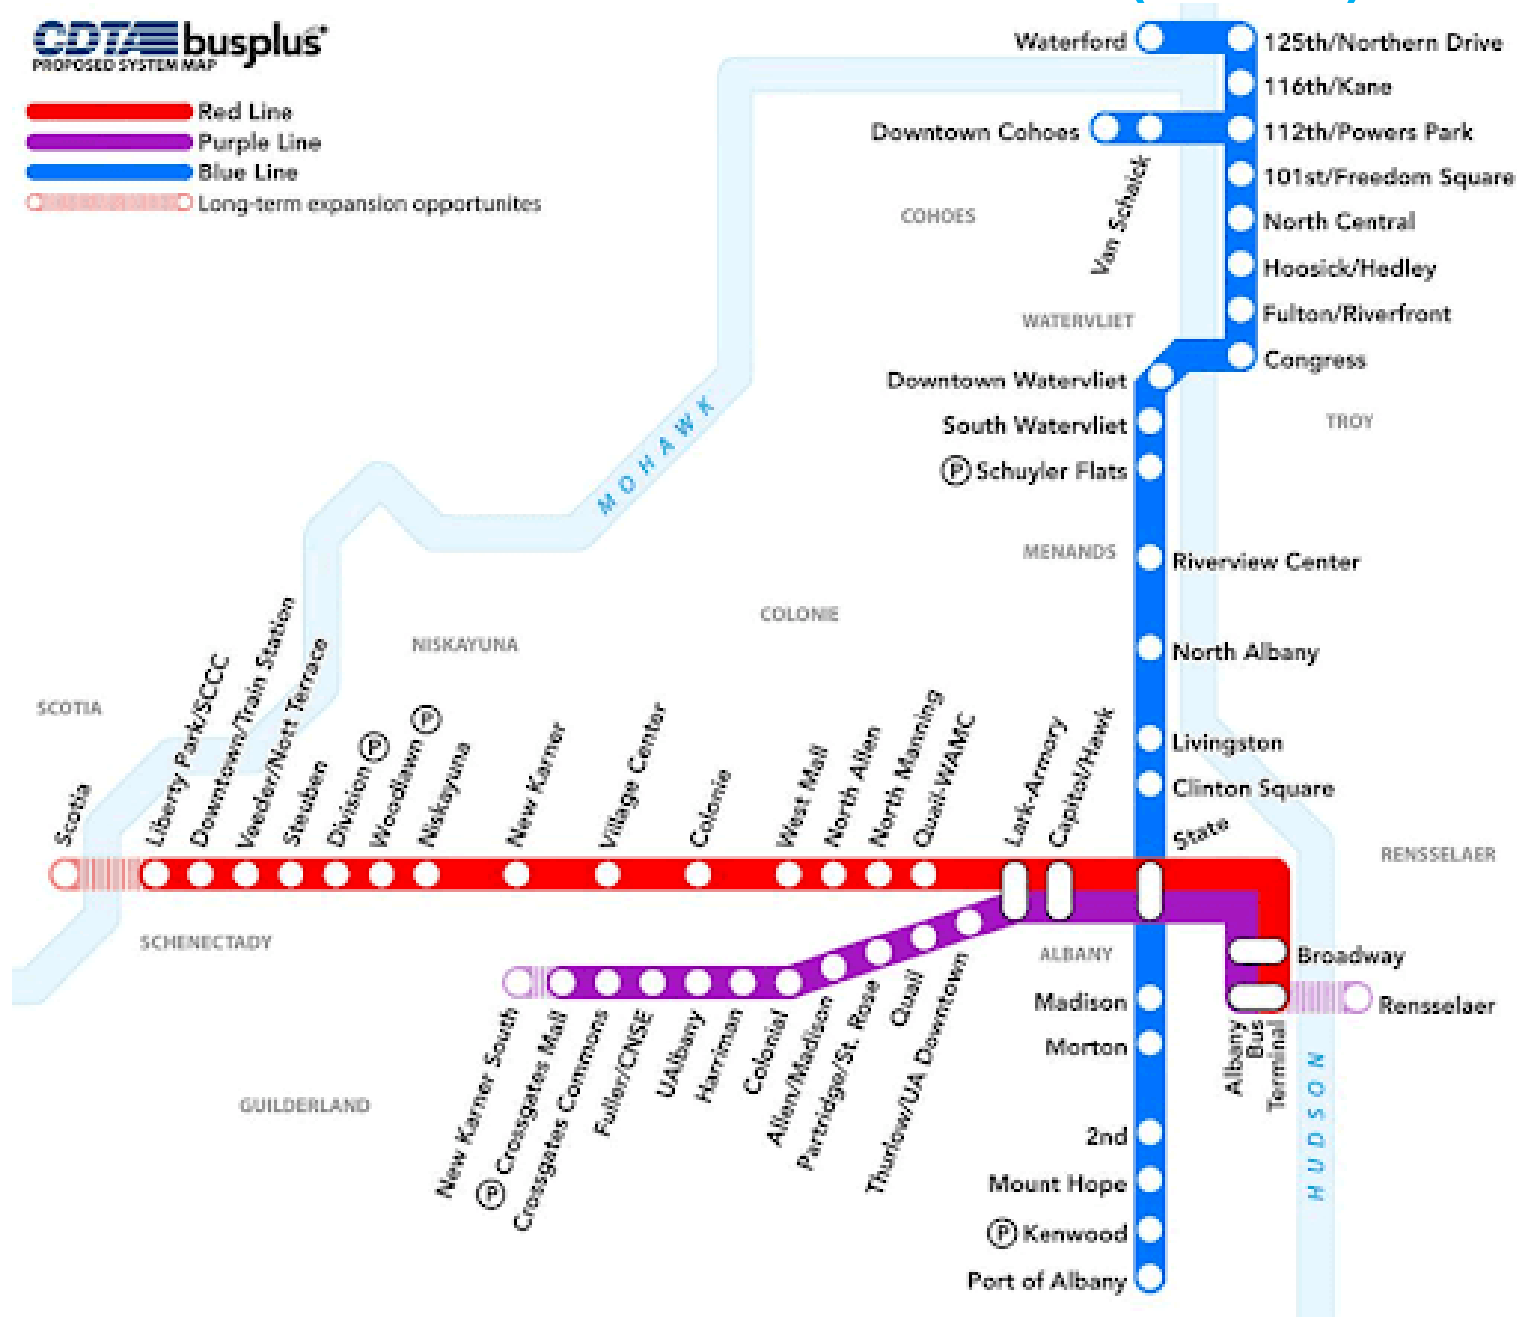 CDTA busplus
PROPOSED SYSTEM MAP
Red Line
Purple Line
Blue Line
Long-term expansion opportunites
Waterford
125th/Northern Drive
116th/Kane
Downtown Cohoes
Van Schaick
112th/Powers Park
101st/Freedom Square
COHOES
North Central
Hoosick/Hedley
WATERVLIET
Fulton/Riverfront
Congress
Downtown Watervliet
TROY
South Watervliet
P Schuyler Flats
MOHAWK
MENANDS
Riverview Center
COLONIE
NISKAYUNA
North Albany
SCOTIA
Livingston
Clinton Square
State
RENSSELAER
Scotia
Liberty Park/SCCC
Downtown/Train Station
Veeder/Nott Terrace
Steuben
Division P
Woodlawn P
Niskayuna
New Karner
Village Center
Colonie
West Mall
North Allen
North Manning
Quail-WAMC
Lark-Armory
Capitol/Hawk
SCHENECTADY
ALBANY
Broadway
Rensselaer
Albany
Bus
Terminal
New Karner South
P Crossgates Mall
Crossgates Commons
Fuller/CNSE
UAlbany
Harriman
Colonial
Allen/Madison
Partridge/St. Rose
Quail
Thurlow/UA Downtown
GUILDERLAND
Madison
Morton
2nd
Mount Hope
P Kenwood
Port of Albany
HUDSON